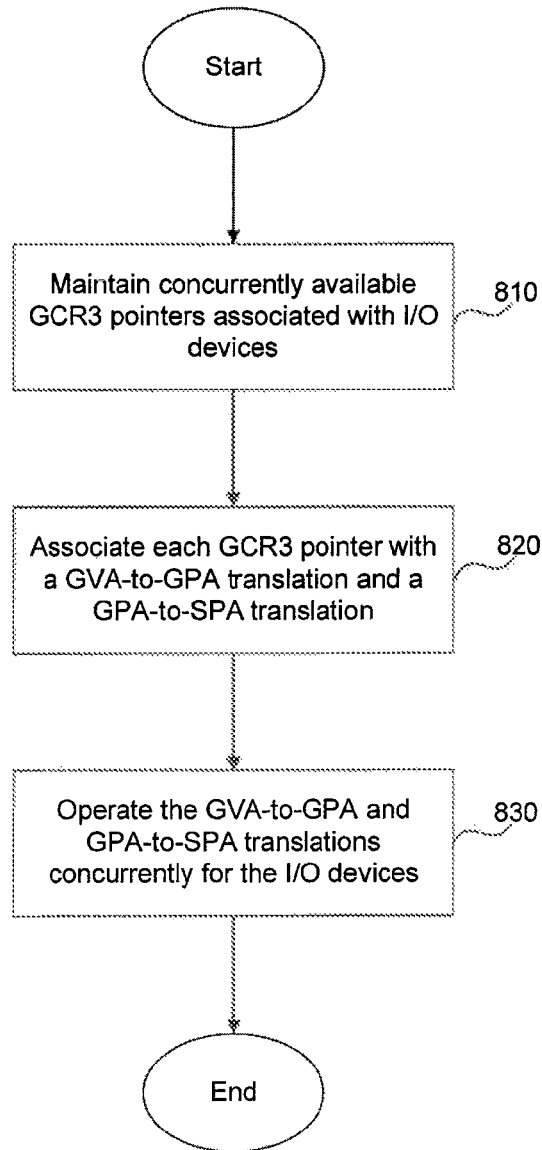 Start
Maintain concurrently available
GCR3 pointers associated with I/O
devices
810
Associate each GCR3 pointer with
a GVA-to-GPA translation and a
GPA-to-SPA translation
820
Operate the GVA-to-GPA and
GPA-to-SPA translations
concurrently for the I/O devices
830
End